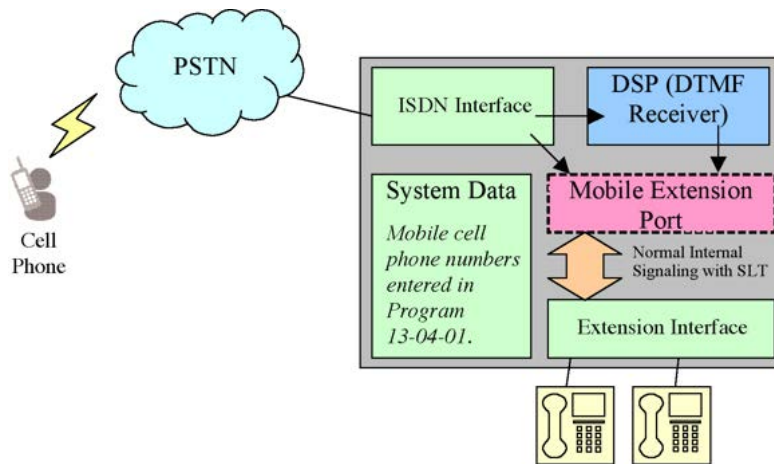 PSTN
ISDN Interface
DSP (DTMF
Receiver)
System Data
Mobile cell
phone numbers
entered in
Program
13-04-01.
Mobile Extension
Port
Normal Internal
Signaling with SLT
Extension Interface
Cell
Phone